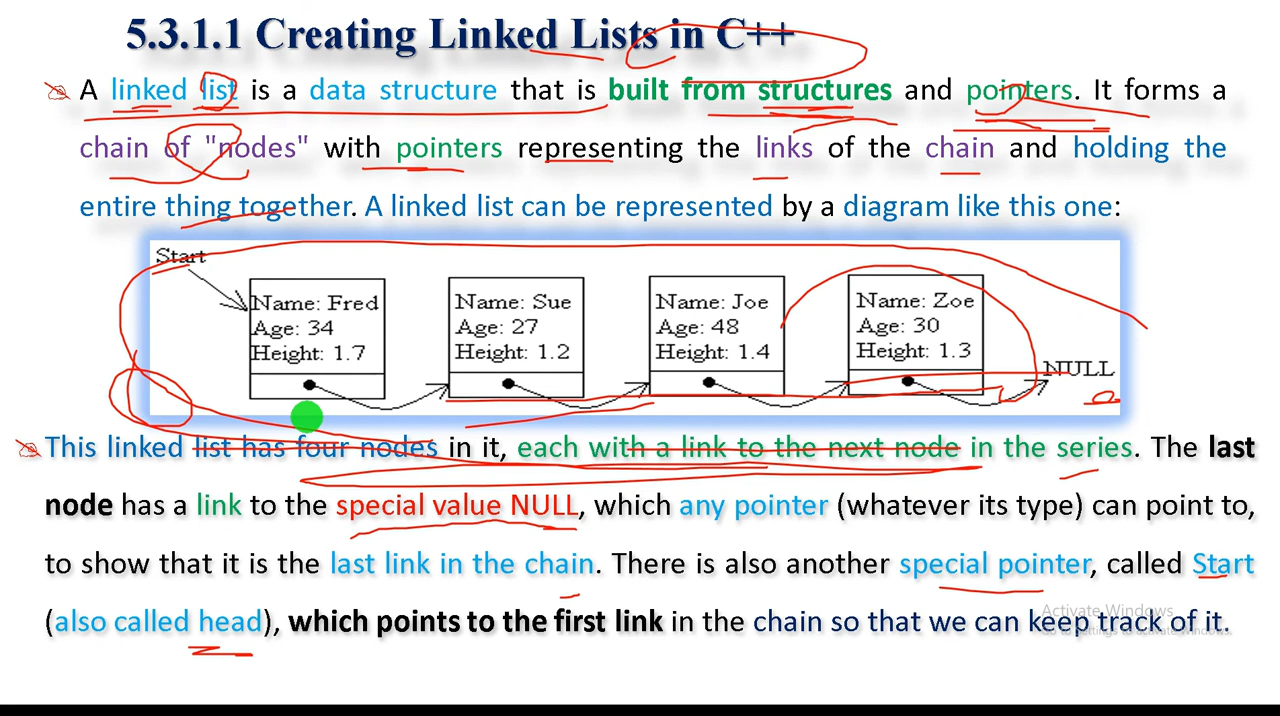 5.3.1.1 Creating Linked Lists in C++
A linked list is a data structure that is built from structures and pointers. It forms a
chain of "nodes" with pointers representing the links of the chain and holding the
entire thing together. A linked list can be represented by a diagram like this one:
Start
Name: Fred
Age: 34
Height: 1.7
Name: Sue
Age: 27
Height: 1.2
Name: Joe
Age: 48
Height: 1.4
Name: Zoe
Age: 30
Height: 1.3
NULL
This linked list has four nodes in it, each with a link to the next node in the series. The last
node has a link to the special value NULL, which any pointer (whatever its type) can point to,
to show that it is the last link in the chain. There is also another special pointer, called Start
(also called head), which points to the first link in the chain so that we can keep track of it.
Activate Windows
Go to Settings to activate Windows.